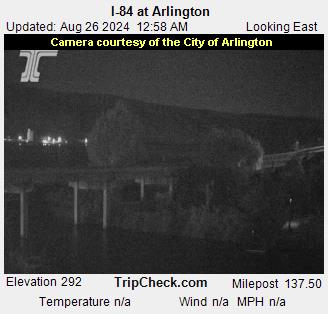 I-84 at Arlington
Updated: Aug 26 2024 12:58 AM Looking East
Camera courtesy of the City of Arlington
Elevation 292 TripCheck.com Milepost 137.50
Temperature n/a Wind n/a MPH n/a